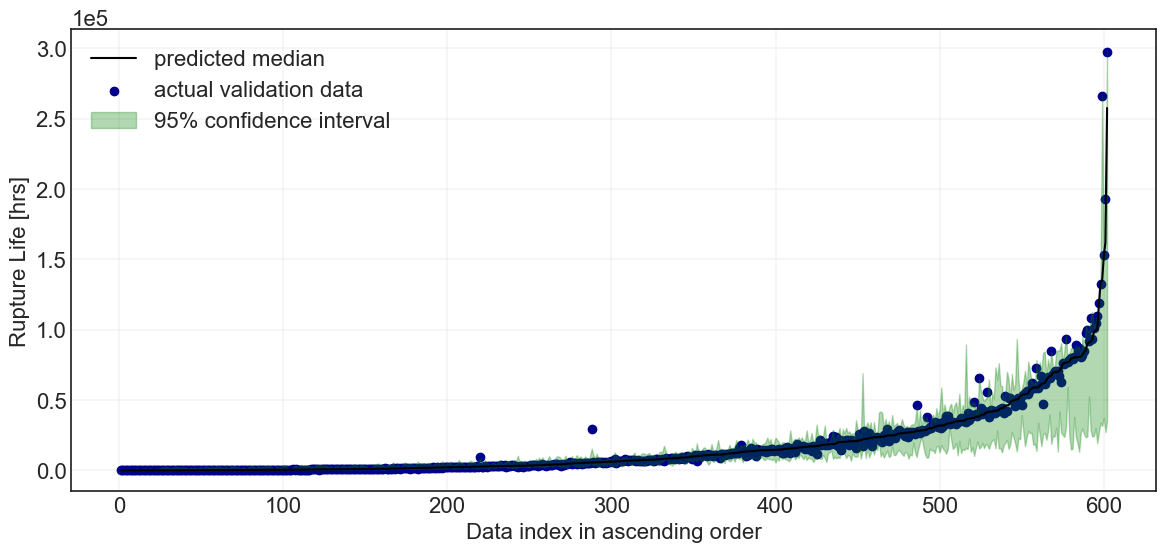 1e5
3.0
2.5
2.0
1.5
1.0
0.5
0.0
Rupture Life [hrs]
predicted median
actual validation data
95% confidence interval
0 100 200 300 400 500 600
Data index in ascending order